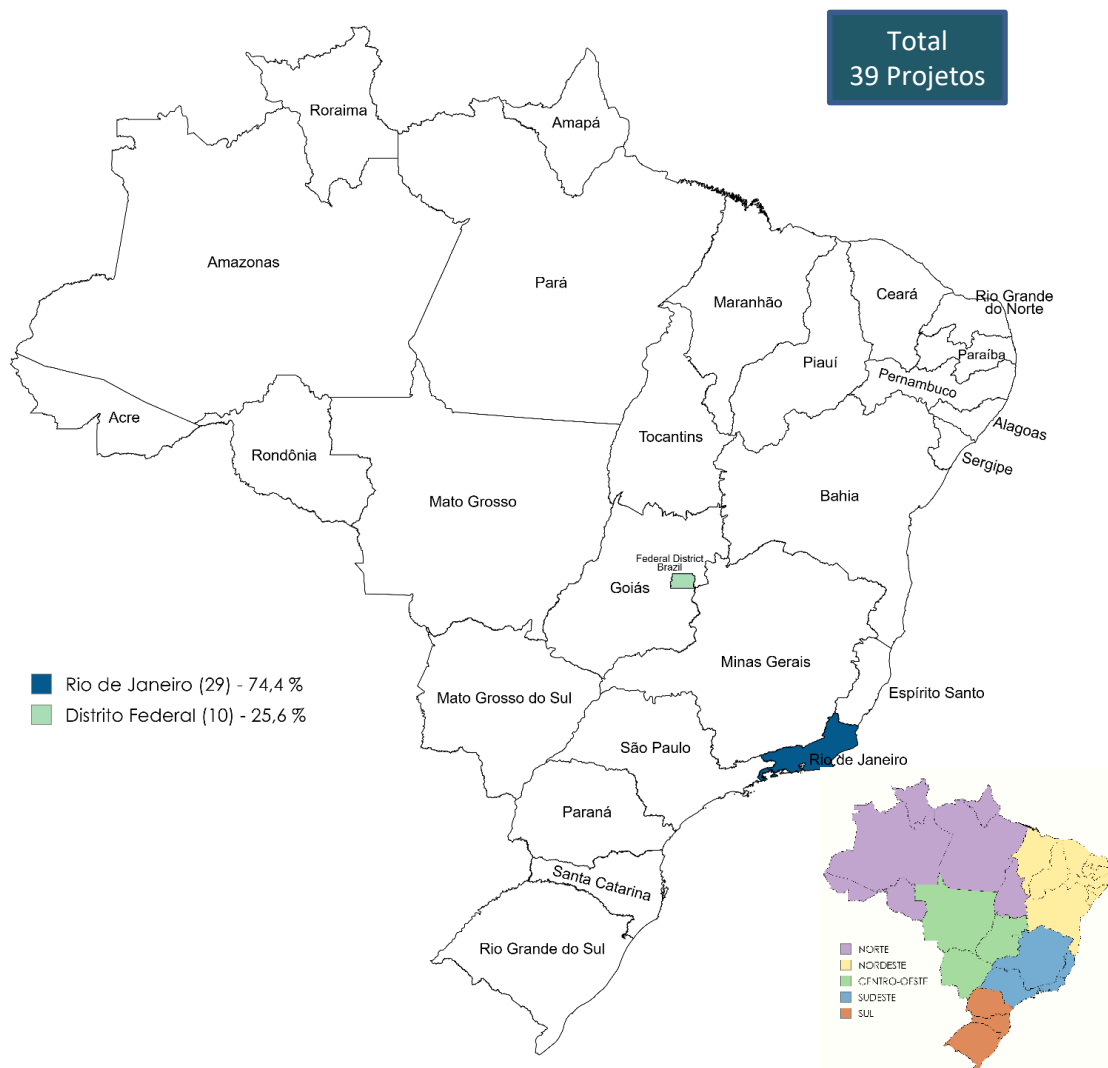 Total
39 Projetos
Roraima
Amapá
Amazonas
Pará
Maranhão
Ceará
Rio Grande
do Norte
Piauí
Paraíba
Pernambuco
Acre
Alagoas
Tocantins
Rondônia
Sergipe
Mato Grosso
Bahia
Federal District
Brazil
Goiás
Minas Gerais
Rio de Janeiro (29) - 74,4 %
Mato Grosso do Sul
Espírito Santo
Distrito Federal (10) - 25,6 %
São Paulo
Rio de Janeiro
Paraná
Santa Catarina
Rio Grande do Sul
NORTE
NORDESTE
CENTRO-OESTE
SUDESTE
SUL